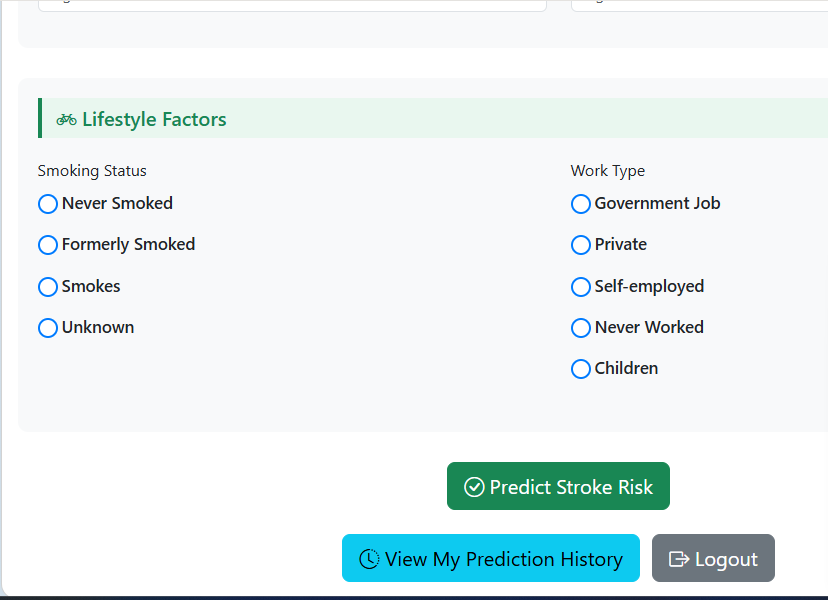 Lifestyle Factors
Smoking Status
Never Smoked
Formerly Smoked
Smokes
Unknown
Work Type
Government Job
Private
Self-employed
Never Worked
Children
Predict Stroke Risk
View My Prediction History
Logout